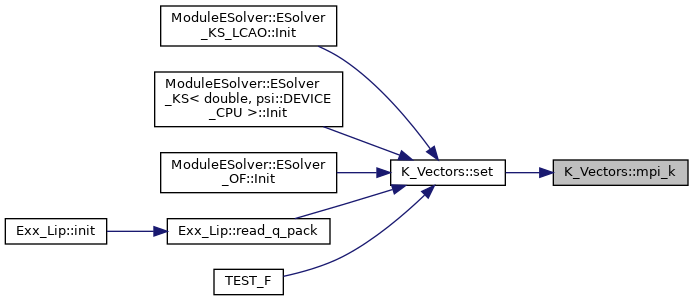 ModuleESolver::ESolver
_KS_LCAO::Init
ModuleESolver::ESolver
_KS< double, psi::DEVICE
_CPU >::Init
ModuleESolver::ESolver
_OF::Init
K_Vectors::set
K_Vectors::mpi_k
Exx_Lip::init
Exx_Lip::read_q_pack
TEST_F